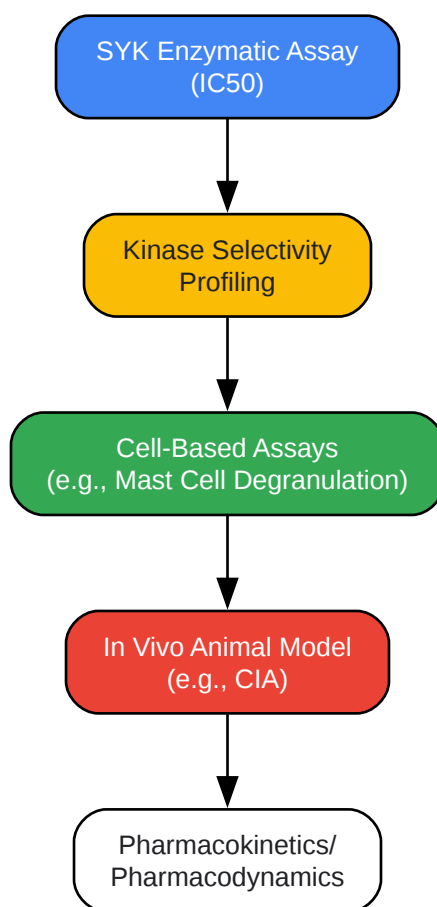 SYK Enzymatic Assay
(IC50)
Kinase Selectivity
Profiling
Cell-Based Assays
(e.g., Mast Cell Degranulation)
In Vivo Animal Model
(e.g., CIA)
Pharmacokinetics/
Pharmacodynamics